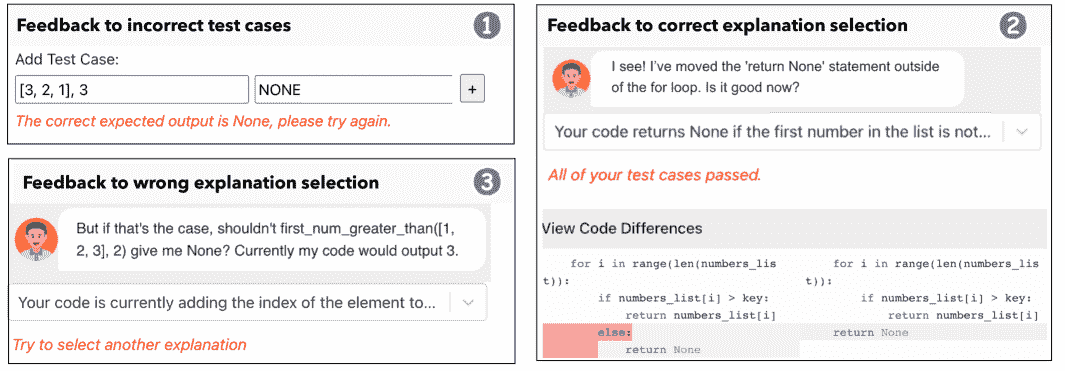 Feedback to incorrect test cases
1
Add Test Case:
[3, 2, 1], 3
NONE
+
The correct expected output is None, please try again.
Feedback to correct explanation selection
2
I see! I've moved the 'return None' statement outside
of the for loop. Is it good now?
Your code returns None if the first number in the list is not...
All of your test cases passed.
View Code Differences
for i in range(len(numbers_lis
t)):
if numbers_list[i] > key:
return numbers_list[i]
else:
return None
for i in range(len(numbers_lis
t)):
if numbers_list[i] > key:
return numbers_list[i]
return None
Feedback to wrong explanation selection
3
But if that's the case, shouldn't first_num_greater_than([1,
2, 3], 2) give me None? Currently my code would output 3.
Your code is currently adding the index of the element to...
Try to select another explanation